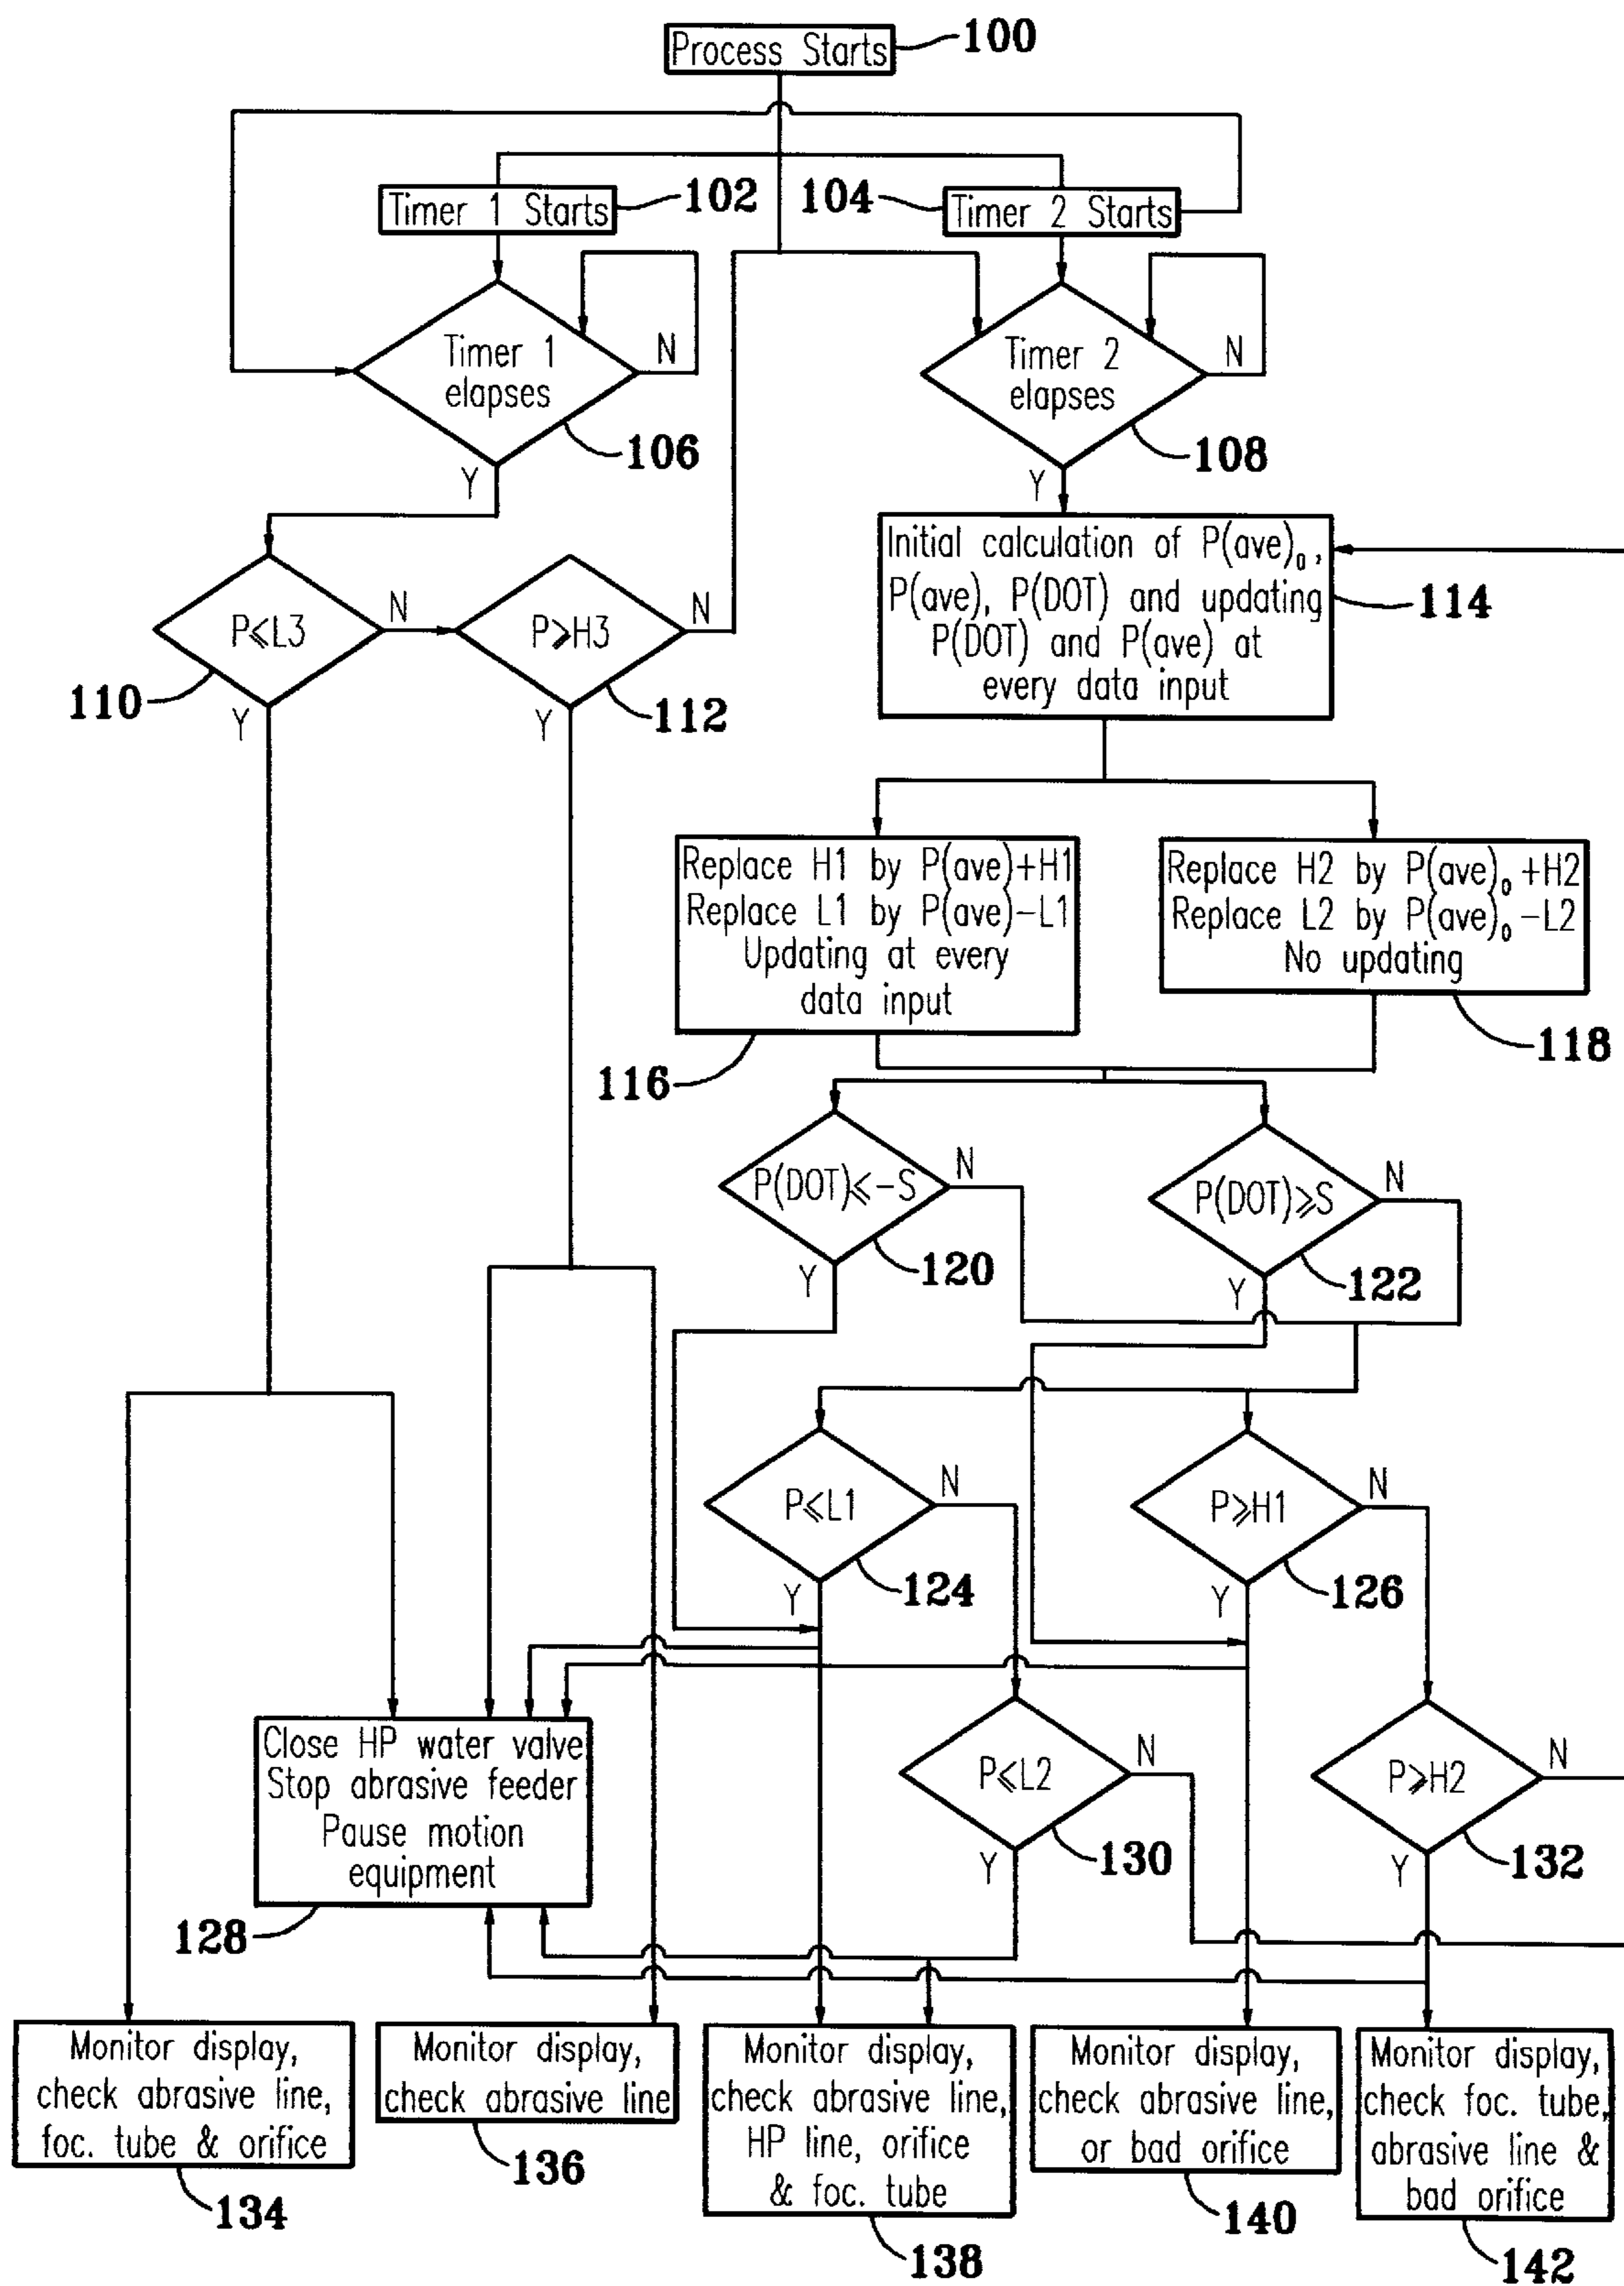 Process Starts
100
Timer 1 Starts
102
104
Timer 2 Starts
Timer 1
elapses
N
106
Y
Timer 2
elapses
N
108
Y
P⩽L3
N
110
Y
P⩾H3
N
112
Y
Initial calculation of P(ave)₀,
P(ave), P(DOT) and updating
P(DOT) and P(ave) at
every data input
114
Replace H1 by P(ave)+H1
Replace L1 by P(ave)−L1
Updating at every
data input
116
Replace H2 by P(ave)₀+H2
Replace L2 by P(ave)₀−L2
No updating
118
P(DOT)⩽−S
N
120
Y
P(DOT)⩾S
N
122
Y
P⩽L1
N
124
Y
P⩾H1
N
126
Y
Close HP water valve
Stop abrasive feeder
Pause motion
equipment
128
P⩽L2
N
130
Y
P⩾H2
N
132
Y
Monitor display,
check abrasive line,
foc. tube & orifice
134
Monitor display,
check abrasive line
136
Monitor display,
check abrasive line,
HP line, orifice
& foc. tube
138
Monitor display,
check abrasive line,
or bad orifice
140
Monitor display,
check foc. tube,
abrasive line &
bad orifice
142